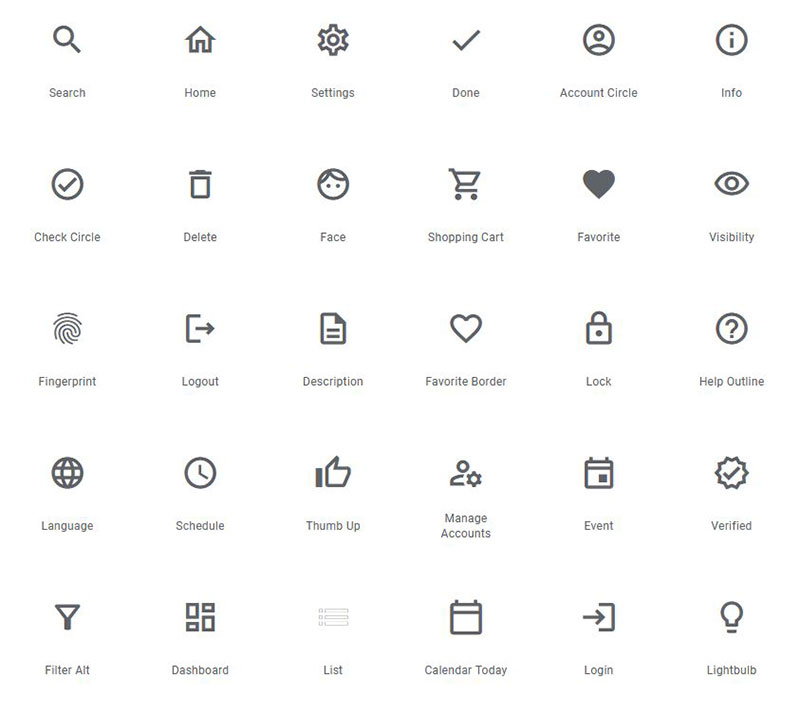 Search
Home
Settings
Done
Account Circle
Info
Check Circle
Delete
Face
Shopping Cart
Favorite
Visibility
Fingerprint
Logout
Description
Favorite Border
Lock
Help Outline
Language
Schedule
Thumb Up
Manage
Accounts
Event
Verified
Filter Alt
Dashboard
List
Calendar Today
Login
Lightbulb